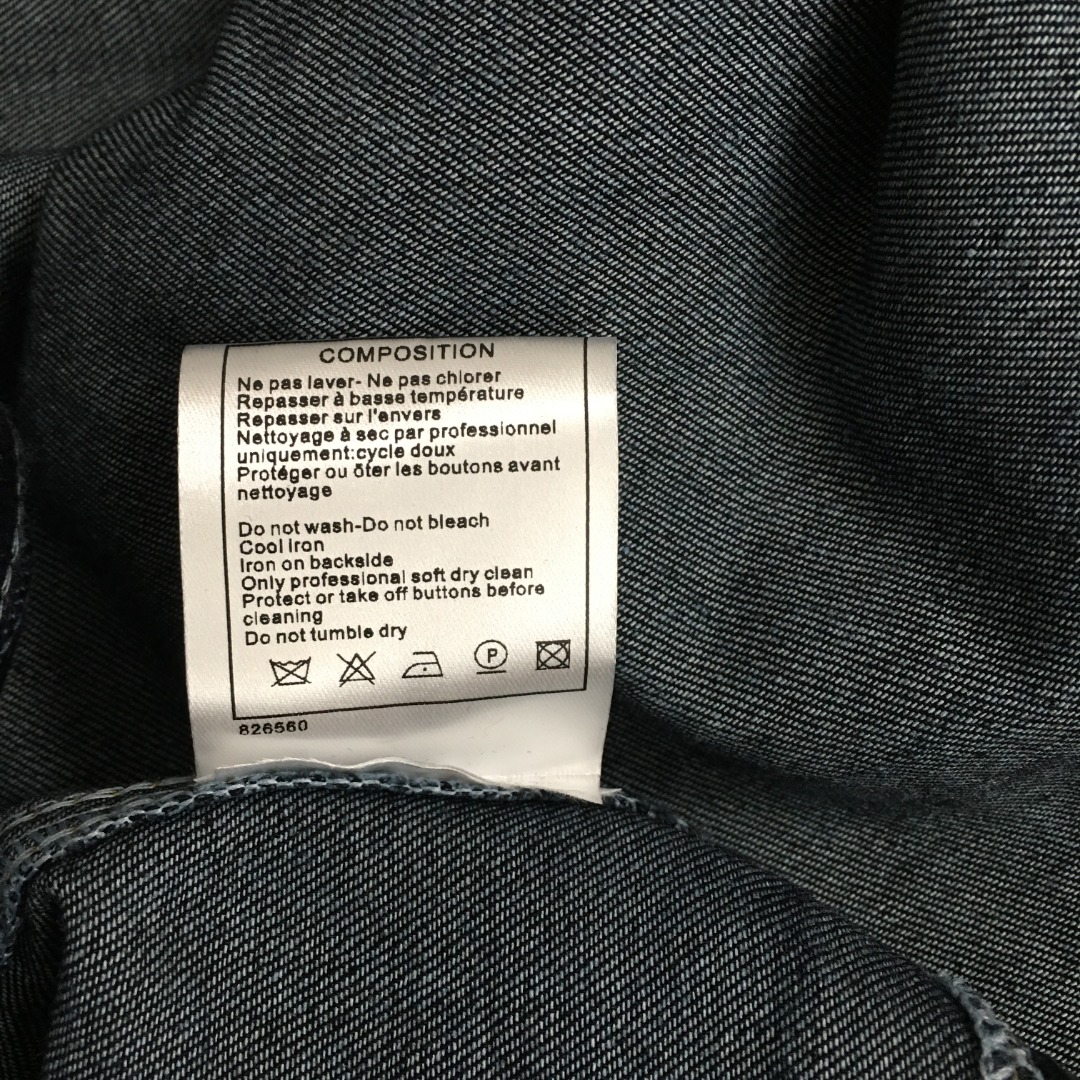 COMPOSITION
Ne pas laver- Ne pas chlorer
Repasser à basse température
Repasser sur l'envers
Nettoyage à sec par professionnel
uniquement:cycle doux
Protéger ou ōter les boutons avant
nettoyage
Do not wash-Do not bleach
Cool iron
Iron on backside
Only professional soft dry clean
Protect or take off buttons before
cleaning
Do not tumble dry
P
826560